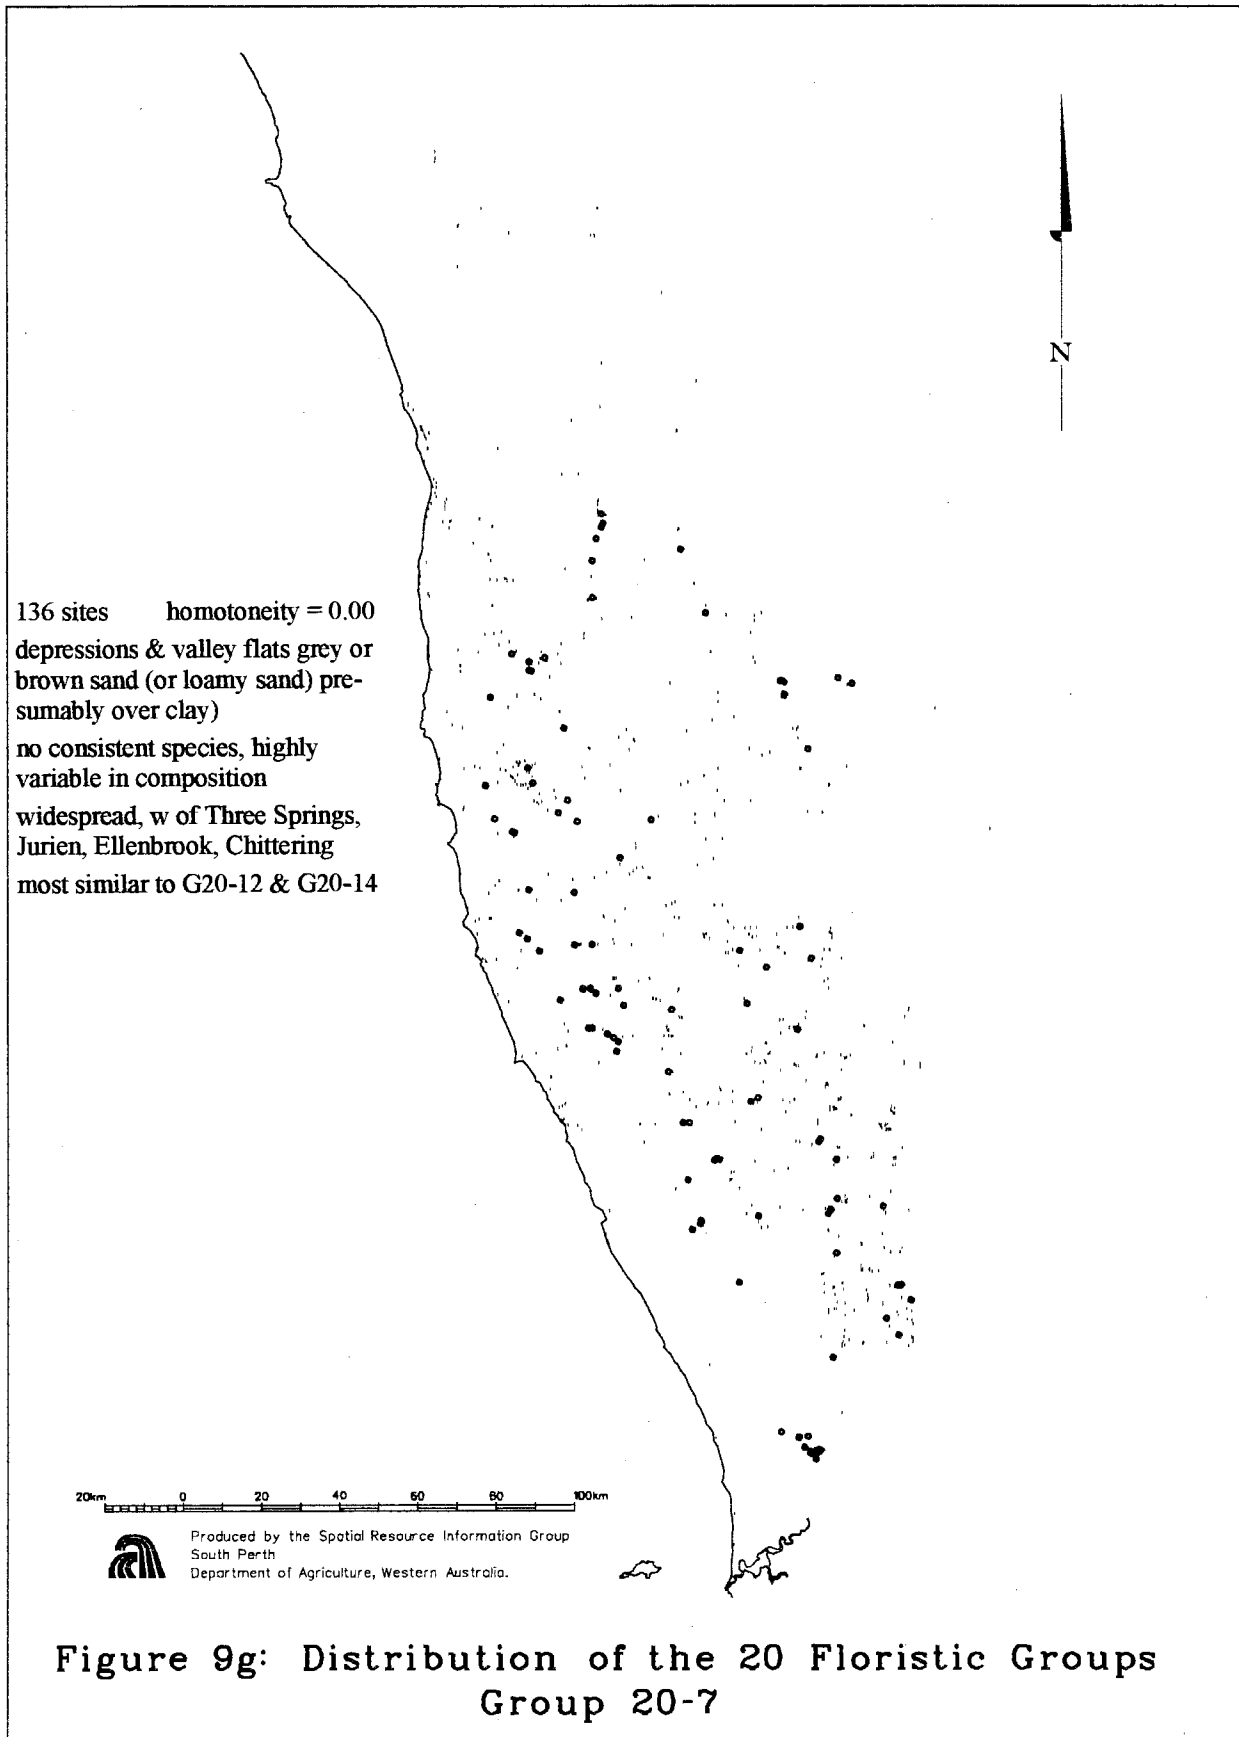 N
136 sites homotoneity = 0.00
depressions & valley flats grey or
brown sand (or loamy sand) pre-
sumably over clay)
no consistent species, highly
variable in composition
widespread, w of Three Springs,
Jurien, Ellenbrook, Chittering
most similar to G20-12 & G20-14
20km 0 20 40 60 80 100km
Produced by the Spatial Resource Information Group
South Perth
Department of Agriculture, Western Australia.
Figure 9g: Distribution of the 20 Floristic Groups
Group 20-7